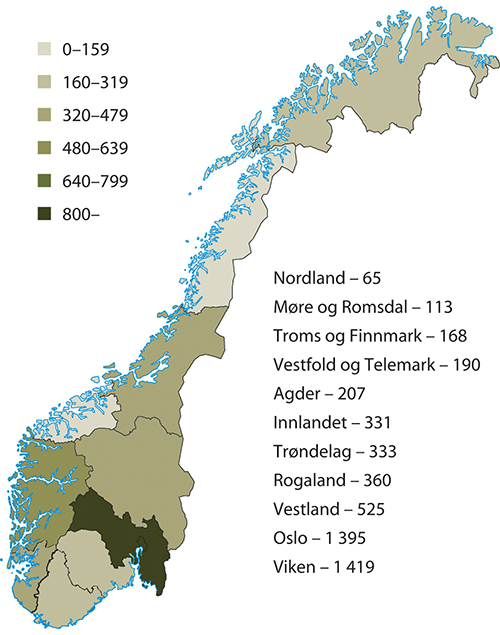 0–159
160–319
320–479
480–639
640–799
800–
Nordland – 65
Møre og Romsdal – 113
Troms og Finnmark – 168
Vestfold og Telemark – 190
Agder – 207
Innlandet – 331
Trøndelag – 333
Rogaland – 360
Vestland – 525
Oslo – 1 395
Viken – 1 419